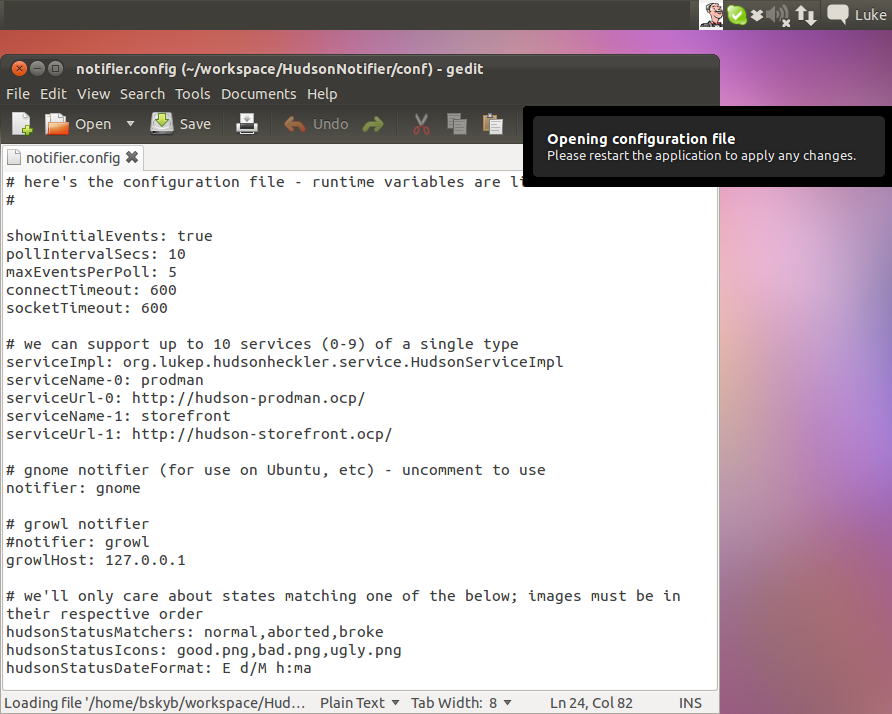 Luke
notifier.config (~/workspace/HudsonNotifier/conf) - gedit
File Edit View Search Tools Documents Help
Open Save Undo
Opening configuration file
Please restart the application to apply any changes.
notifier.config
# here's the configuration file - runtime variables are
#
showInitialEvents: true
pollIntervalSecs: 10
maxEventsPerPoll: 5
connectTimeout: 600
socketTimeout: 600
# we can support up to 10 services (0-9) of a single type
serviceImpl: org.lukep.hudsonheckler.service.HudsonServiceImpl
serviceName-0: prodman
serviceUrl-0: http://hudson-prodman.ocp/
serviceName-1: storefront
serviceUrl-1: http://hudson-storefront.ocp/
# gnome notifier (for use on Ubuntu, etc) - uncomment to use
notifier: gnome
# growl notifier
#notifier: growl
growlHost: 127.0.0.1
# we'll only care about states matching one of the below; images must be in
their respective order
hudsonStatusMatchers: normal,aborted,broke
hudsonStatusIcons: good.png,bad.png,ugly.png
hudsonStatusDateFormat: E d/M h:ma
Loading file '/home/bskyb/workspace/Hud... Plain Text Tab Width: 8 Ln 24, Col 82 INS